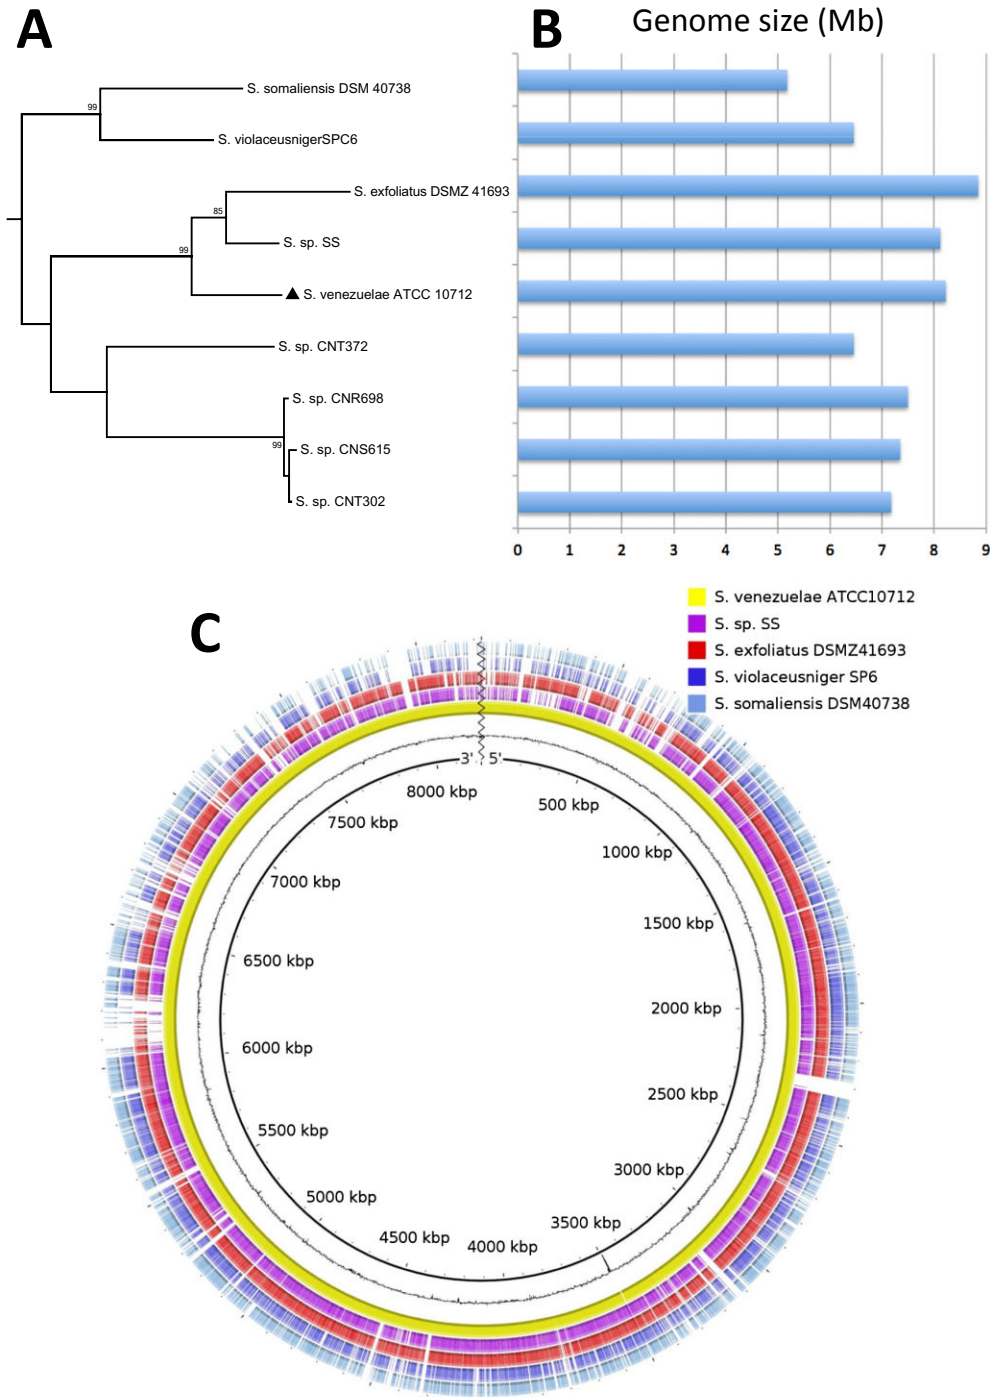 A
B
Genome size (Mb)
S. somaliensis DSM 40738
99
S. violaceusnigerSPC6
S. exfoliatus DSMZ 41693
85
S. sp. SS
99
S. venezuelae ATCC 10712
S. sp. CNT372
S. sp. CNR698
99
S. sp. CNS615
S. sp. CNT302
0 1 2 3 4 5 6 7 8 9
C
S. venezuelae ATCC10712
S. sp. SS
S. exfoliatus DSMZ41693
S. violaceusniger SP6
S. somaliensis DSM40738
3' 5'
8000 kbp
500 kbp
7500 kbp
1000 kbp
7000 kbp
1500 kbp
6500 kbp
2000 kbp
6000 kbp
2500 kbp
5500 kbp
3000 kbp
5000 kbp
3500 kbp
4500 kbp
4000 kbp